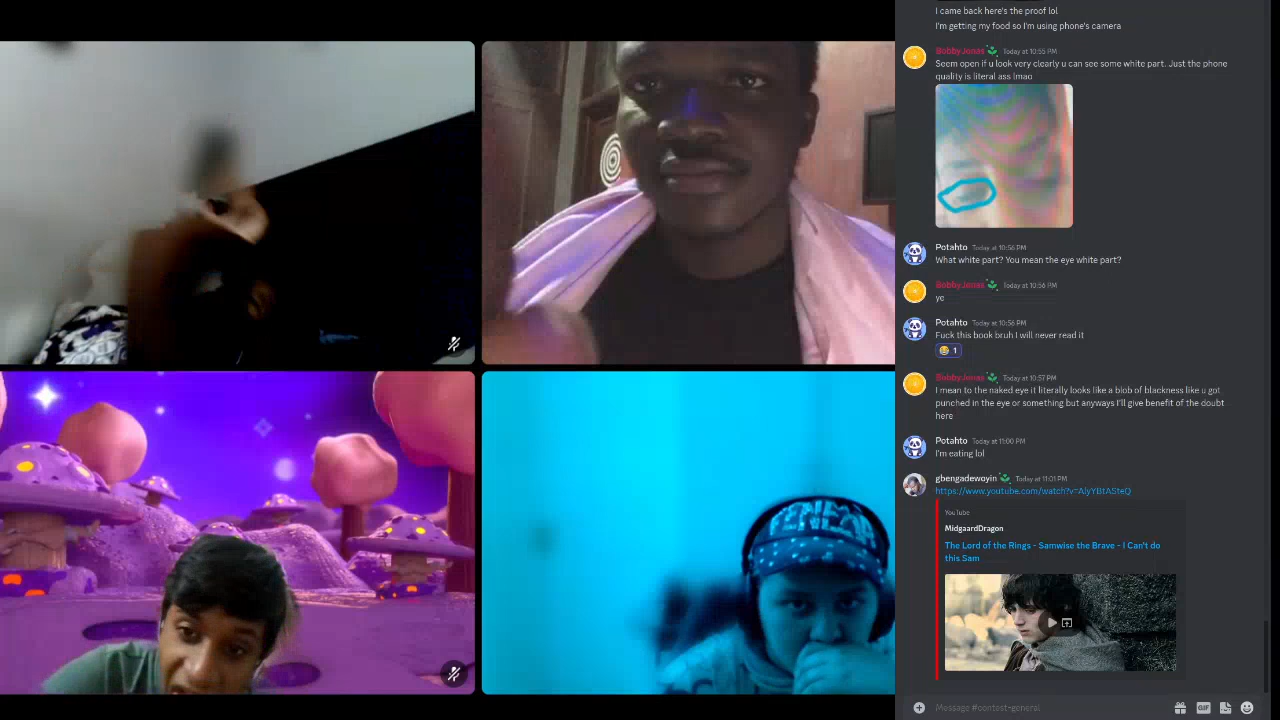 I came back here's the proof lol
I'm getting my food so I'm using phone's camera
BobbyJonas Today at 10:55 PM
Seem open if u look very clearly u can see some white part. Just the phone
quality is literal ass lmao
Potahto Today at 10:56 PM
What white part? You mean the eye white part?
BobbyJonas Today at 10:56 PM
ye
Potahto Today at 10:56 PM
Fuck this book bruh I will never read it
1
BobbyJonas Today at 10:57 PM
I mean to the naked eye it literally looks like a blob of blackness like u got
punched in the eye or something but anyways I'll give benefit of the doubt
here
Potahto Today at 11:00 PM
I'm eating lol
gbengadewoyin Today at 11:01 PM
https://www.youtube.com/watch?v=AlyYBtASteQ
YouTube
MidgaardDragon
The Lord of the Rings - Samwise the Brave - I Can't do
this Sam
Message #contest-general
GIF